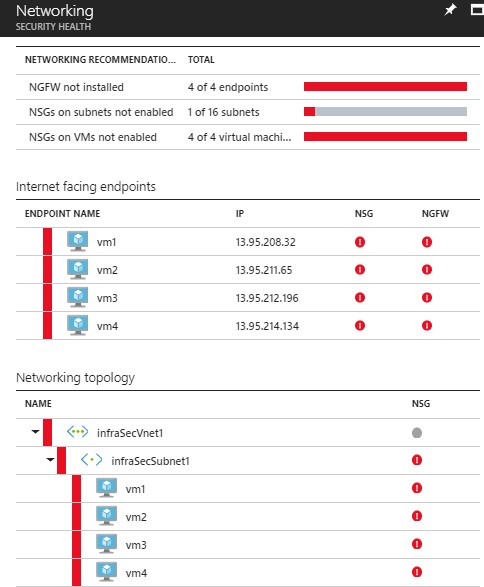 Networking
SECURITY HEALTH
NETWORKING RECOMMENDATIO... TOTAL
NGFW not installed 4 of 4 endpoints
NSGs on subnets not enabled 1 of 16 subnets
NSGs on VMs not enabled 4 of 4 virtual machi...
Internet facing endpoints
ENDPOINT NAME IP NSG NGFW
vm1 13.95.208.32
vm2 13.95.211.65
vm3 13.95.212.196
vm4 13.95.214.134
Networking topology
NAME NSG
infraSecVnet1
infraSecSubnet1
vm1
vm2
vm3
vm4